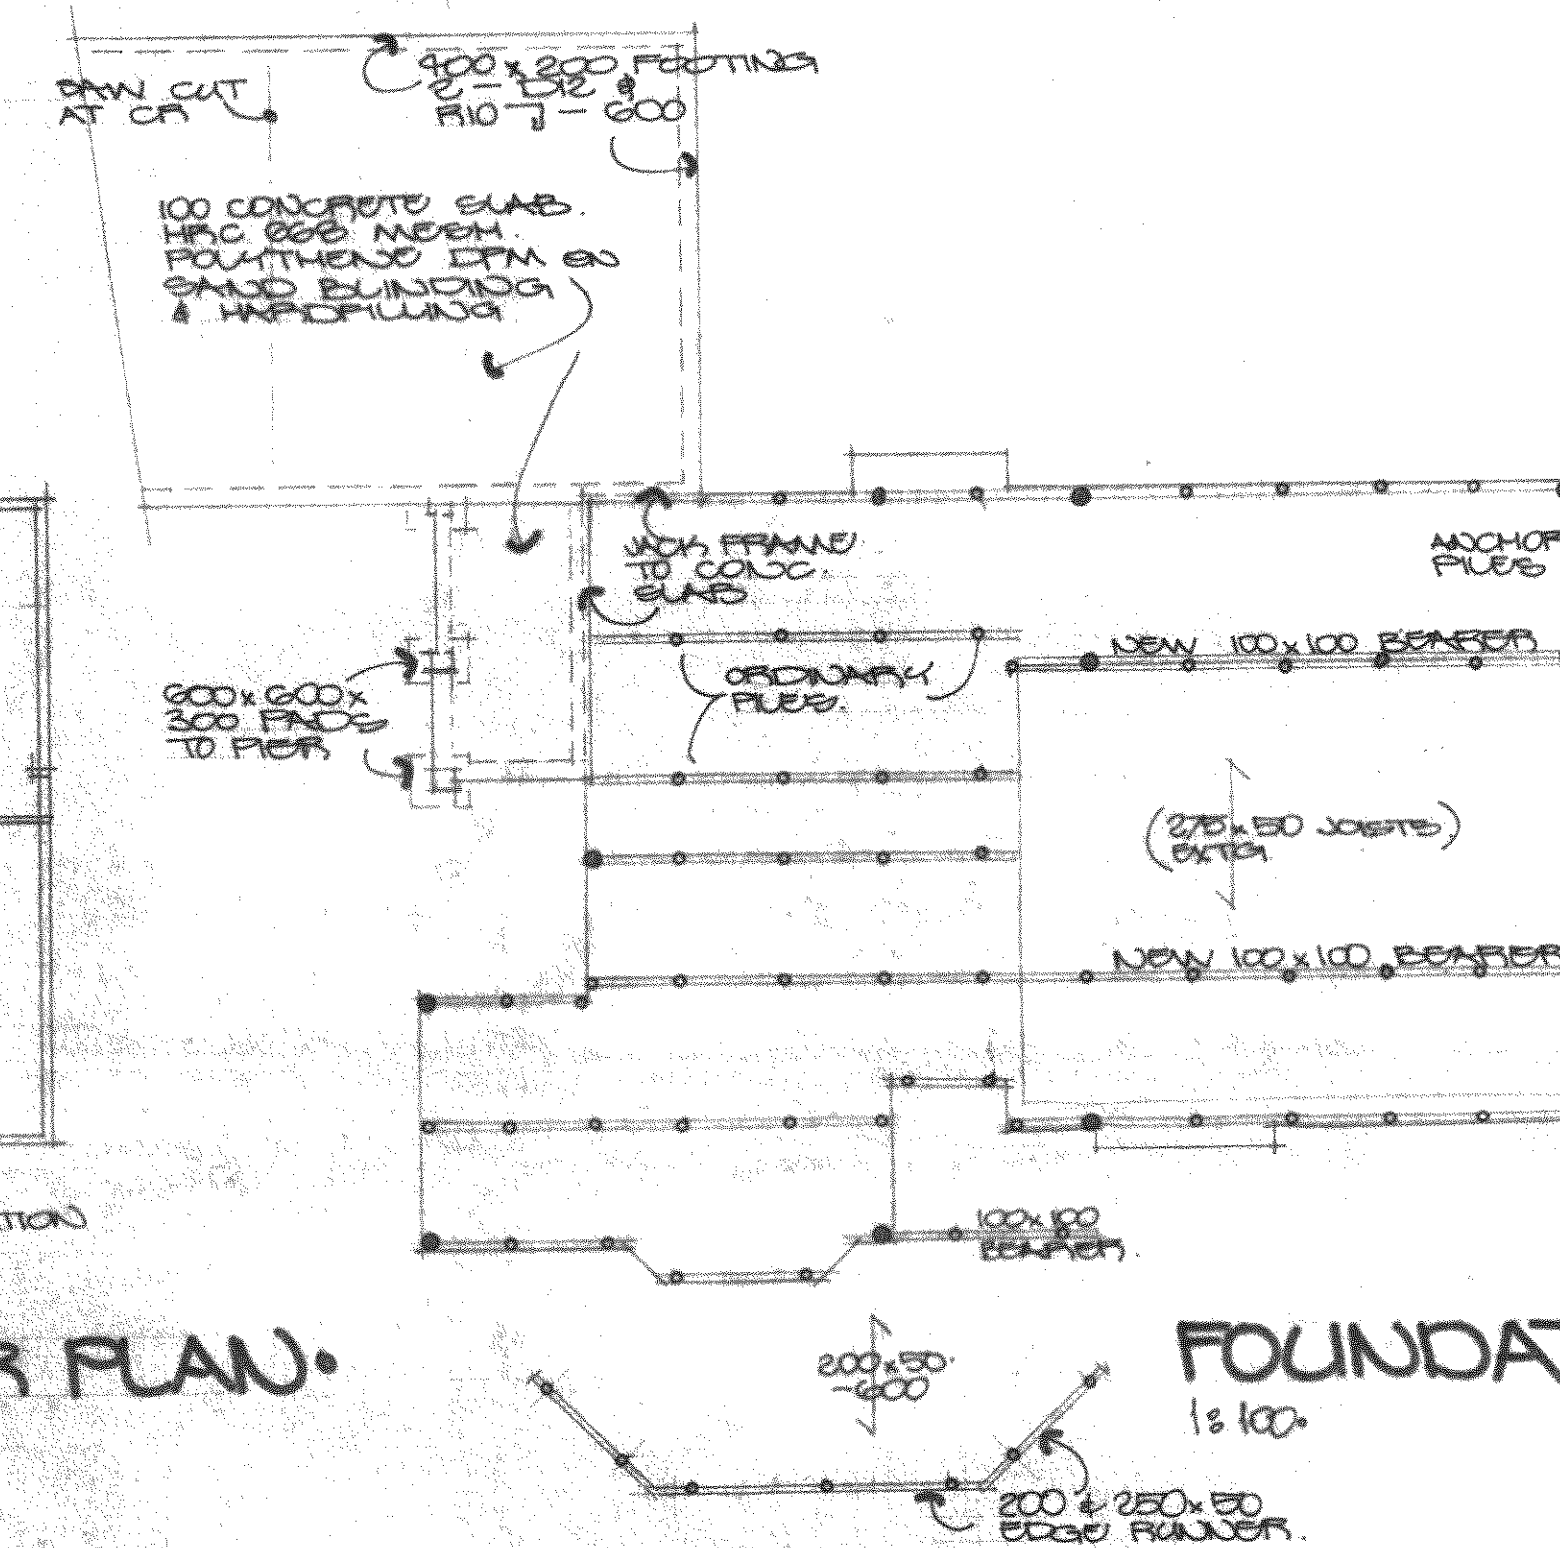 400 x 200 FOOTING
2 - D12 &
R10 - 600
SAW CUT
AT CR
100 CONCRETE SLAB.
HRC 668 MESH.
POLYTHENE DPM ON
SAND BLINDING
& HARDFILLING
JACK FRAME
TO CONC.
SLAB
ANCHOR
PILES
NEW 100 x 100 BEARER
ORDINARY
PILES.
600 x 600 x
300 PADS
TO PIER
(275 x 50 JOISTS)
EXTG.
NEW 100 x 100 BEARER
TION
100 x 100
BEARER.
R PLAN.
200 x 50.
- 600
FOUNDAT
1:100.
200 & 250 x 50
EDGE RUNNER.